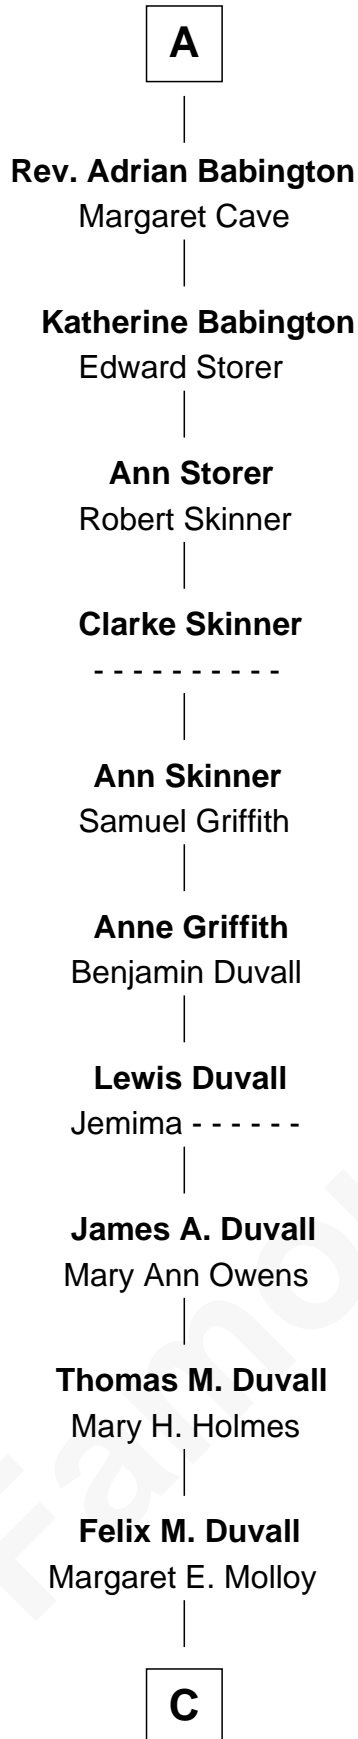 A
Rev. Adrian Babington
Margaret Cave
Katherine Babington
Edward Storer
Ann Storer
Robert Skinner
Clarke Skinner
- - - - - - - - - -
Ann Skinner
Samuel Griffith
Anne Griffith
Benjamin Duvall
Lewis Duvall
Jemima - - - - - -
James A. Duvall
Mary Ann Owens
Thomas M. Duvall
Mary H. Holmes
Felix M. Duvall
Margaret E. Molloy
C